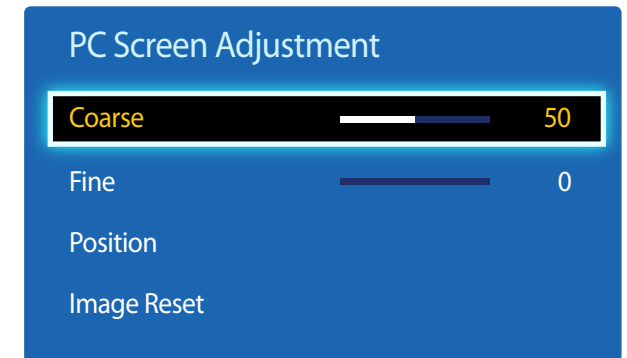 PC Screen Adjustment
Coarse 50
Fine 0
Position
Image Reset